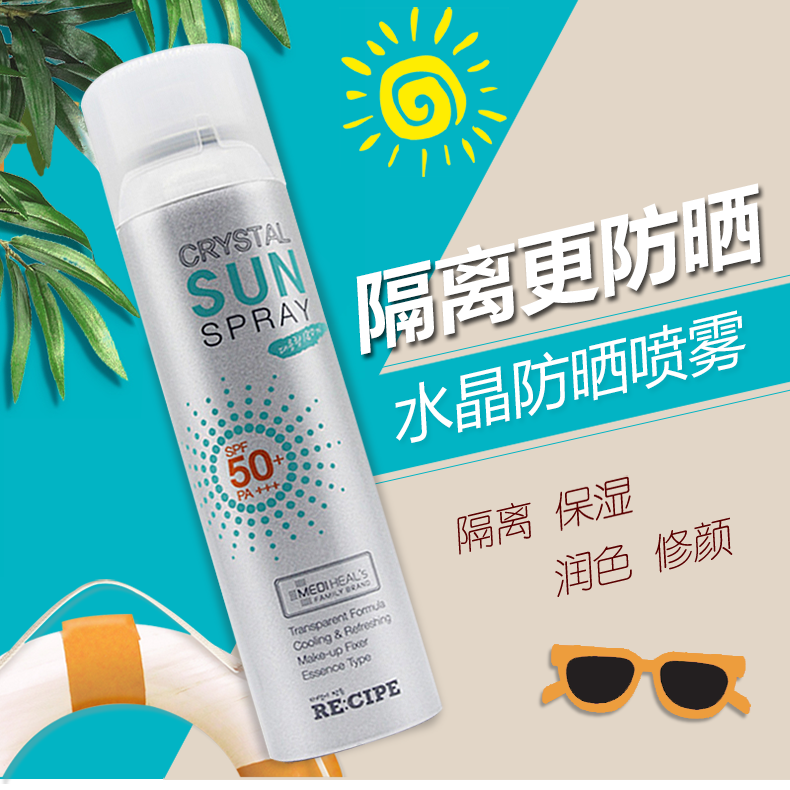 CRYSTAL
SUN
SPRAY
SPF
50+
PA +++
MEDIHEAL's
FAMILY BRAND
Transparent Formula
Cooling & Refreshing
Make-up Fixer
Essence Type
RE:CIPE
隔离更防晒
水晶防晒喷雾
隔离 保湿
润色 修颜